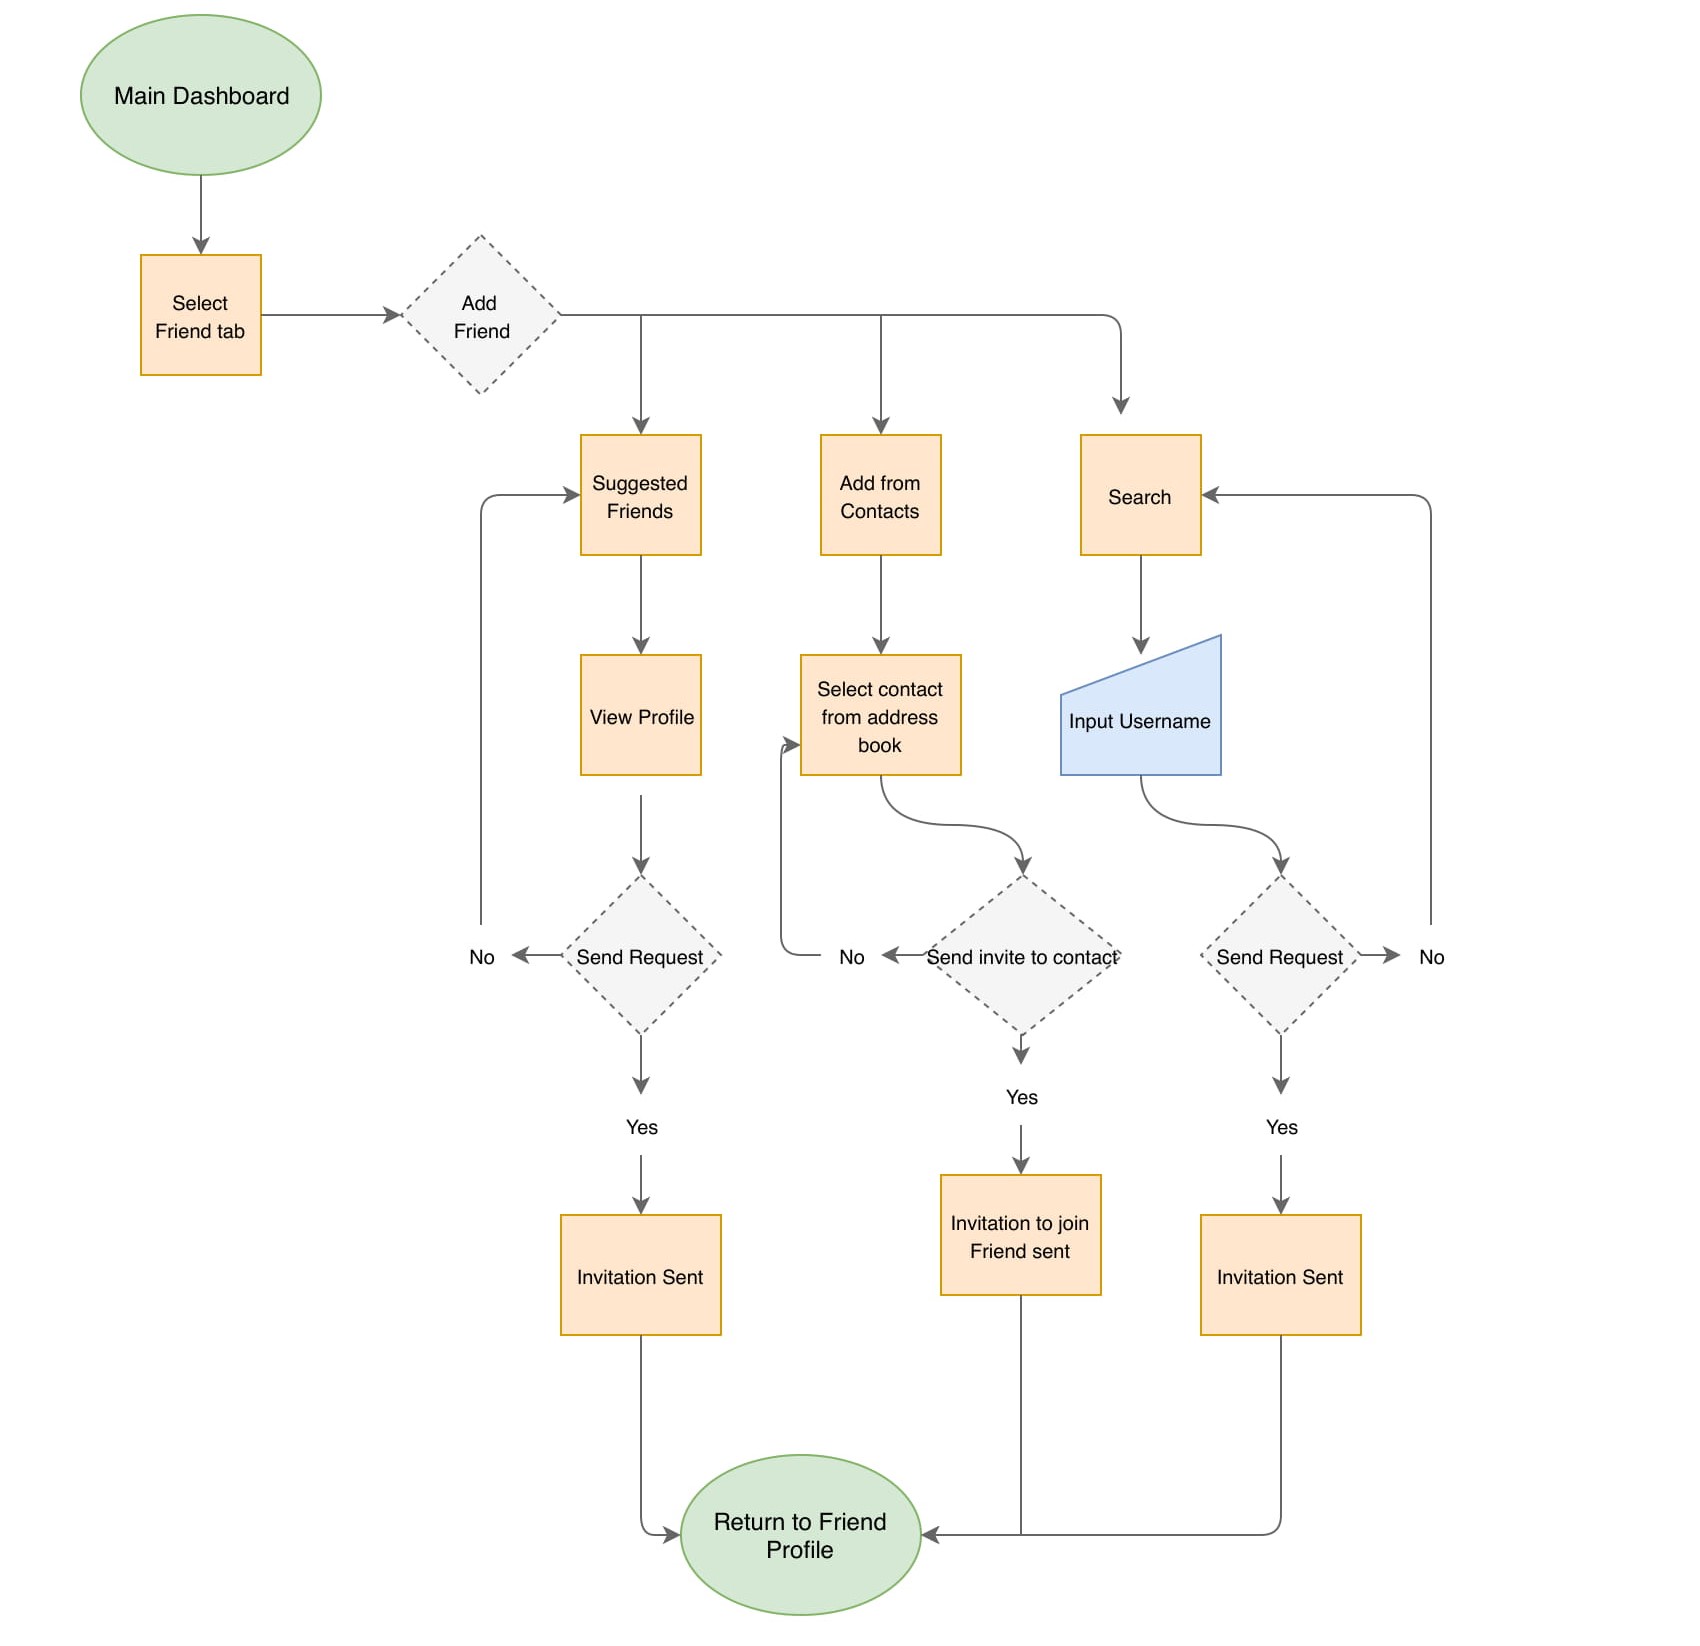 Main Dashboard
Select
Friend tab
Add
Friend
Suggested
Friends
Add from
Contacts
Search
View Profile
Select contact
from address
book
Input Username
No
Send Request
No
Send invite to contact
Send Request
No
Yes
Yes
Yes
Invitation Sent
Invitation to join
Friend sent
Invitation Sent
Return to Friend
Profile